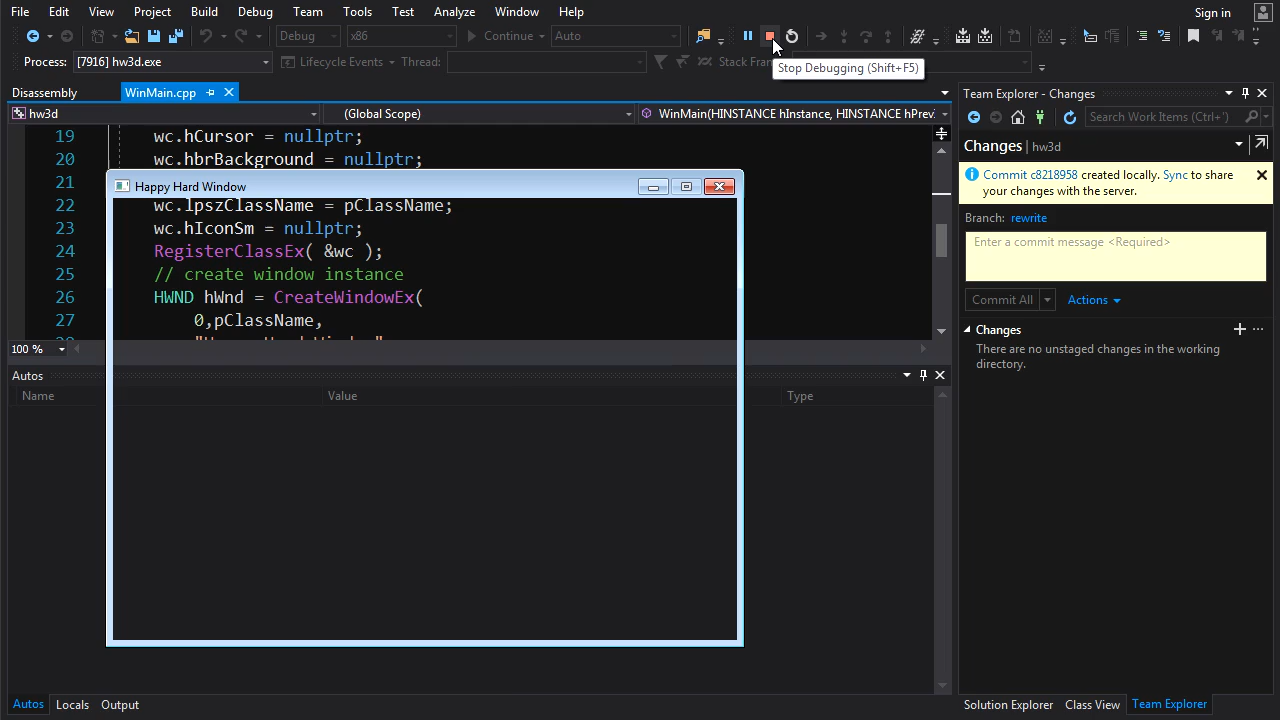 File Edit View Project Build Debug Team Tools Test Analyze Window Help Sign in
Debug x86 Continue Auto
Process: [7916] hw3d.exe Lifecycle Events Thread: Stack Fram
Stop Debugging (Shift+F5)
Disassembly WinMain.cpp
hw3d (Global Scope) WinMain(HINSTANCE hInstance, HINSTANCE hPrevi
19 wc.hCursor = nullptr;
20 wc.hbrBackground = nullptr;
21
Happy Hard Window
22 wc.lpszClassName = pClassName;
23 wc.hIconSm = nullptr;
24 RegisterClassEx( &wc );
25 // create window instance
26 HWND hWnd = CreateWindowEx(
27 0,pClassName,
100 %
Autos
Name Value Type
Autos Locals Output
Team Explorer - Changes
Search Work Items (Ctrl+')
Changes | hw3d
Commit c8218958 created locally. Sync to share
your changes with the server.
Branch: rewrite
Enter a commit message <Required>
Commit All Actions
Changes
There are no unstaged changes in the working
directory.
Solution Explorer Class View Team Explorer